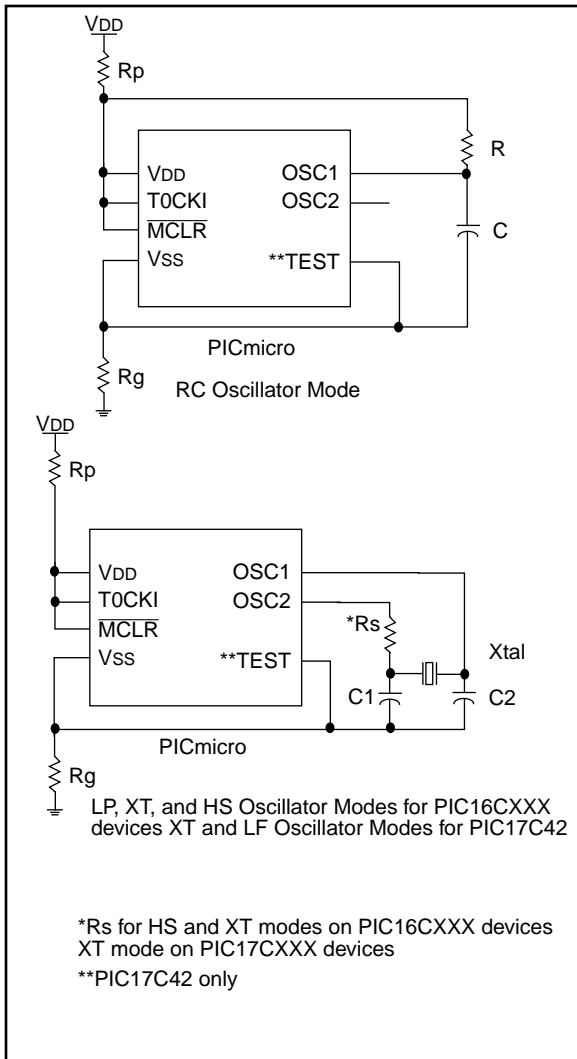 VDD
Rp
R
VDD
OSC1
T0CKI
OSC2
MCLR
C
VSS
**TEST
PICmicro
Rg
RC Oscillator Mode
VDD
Rp
VDD
OSC1
T0CKI
OSC2
MCLR
*Rs
Xtal
VSS
**TEST
C1
C2
PICmicro
Rg
LP, XT, and HS Oscillator Modes for PIC16CXXX
devices XT and LF Oscillator Modes for PIC17C42
*Rs for HS and XT modes on PIC16CXXX devices
XT mode on PIC17CXXX devices
**PIC17C42 only